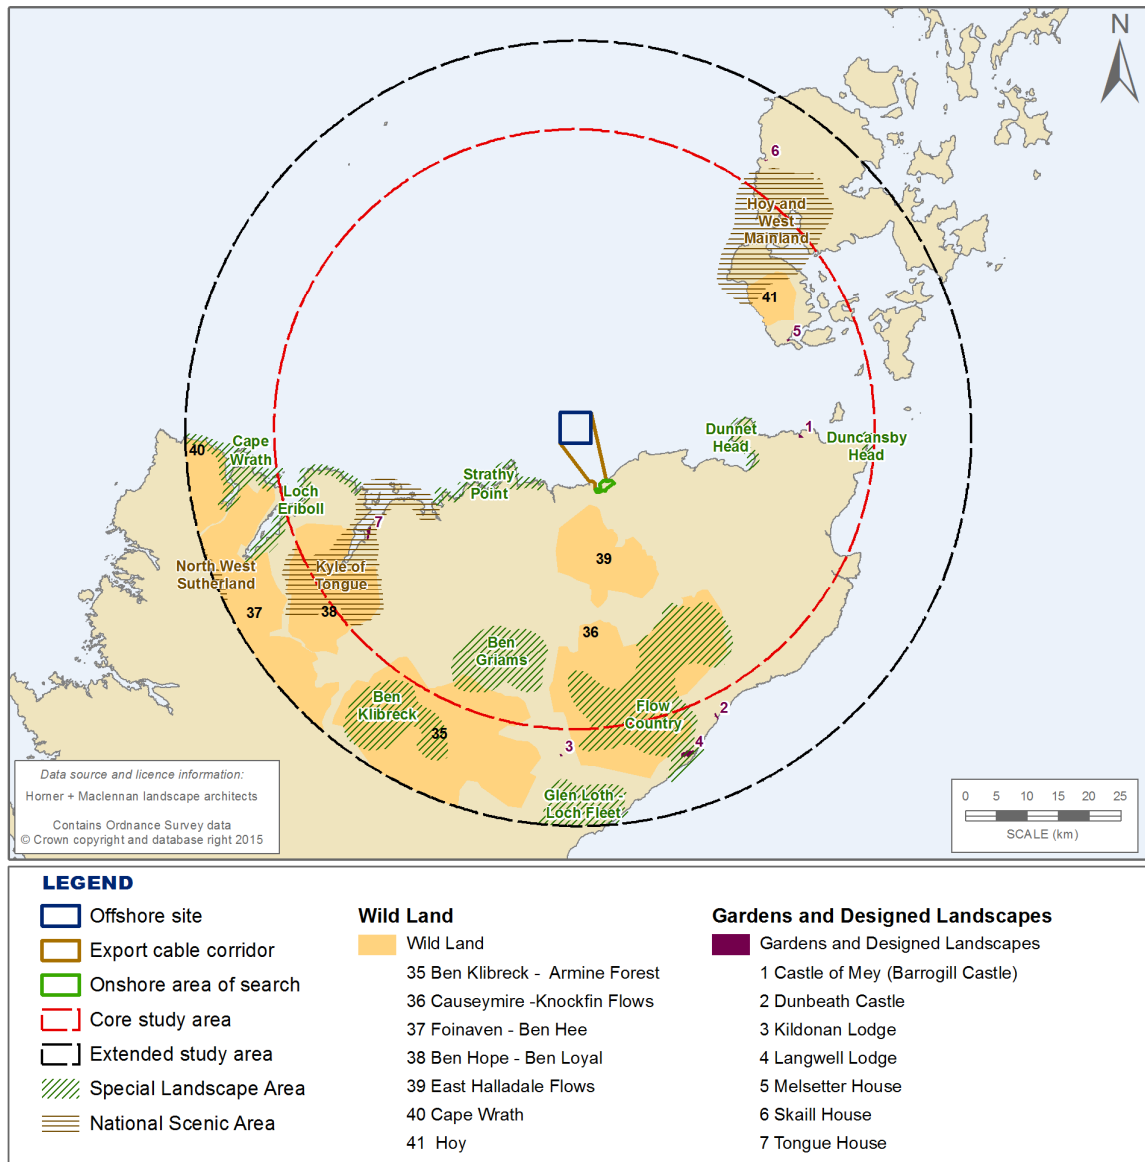 N
6
Hoy and
West
Mainland
41
5
1
Dunnet
Head
Duncansby
Head
40
Cape
Wrath
Loch
Eriboll
Strathy
Point
7
North West
Sutherland
Kyle of
Tongue
39
37
38
36
Ben
Griams
Ben
Klibreck
35
Flow
Country
2
3
4
Glen Loth -
Loch Fleet
Data source and licence information:
Horner + Maclennan landscape architects
Contains Ordnance Survey data
© Crown copyright and database right 2015
0 5 10 15 20 25
SCALE (km)
LEGEND
Offshore site
Export cable corridor
Onshore area of search
Core study area
Extended study area
Special Landscape Area
National Scenic Area
Wild Land
Wild Land
35 Ben Klibreck - Armine Forest
36 Causeymire -Knockfin Flows
37 Foinaven - Ben Hee
38 Ben Hope - Ben Loyal
39 East Halladale Flows
40 Cape Wrath
41 Hoy
Gardens and Designed Landscapes
Gardens and Designed Landscapes
1 Castle of Mey (Barrogill Castle)
2 Dunbeath Castle
3 Kildonan Lodge
4 Langwell Lodge
5 Melsetter House
6 Skaill House
7 Tongue House